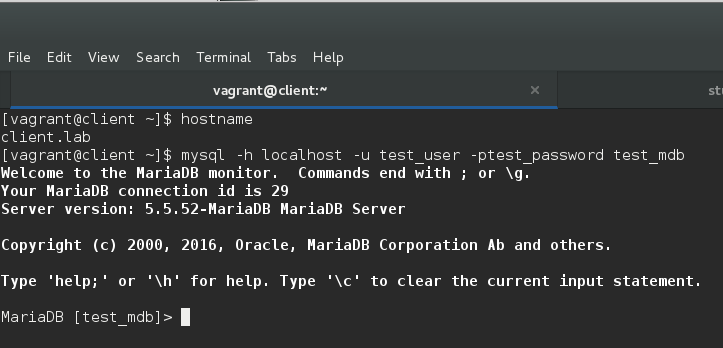 File Edit View Search Terminal Tabs Help
vagrant@client:~ × st
[vagrant@client ~]$ hostname
client.lab
[vagrant@client ~]$ mysql -h localhost -u test_user -ptest_password test_mdb
Welcome to the MariaDB monitor.  Commands end with ; or \g.
Your MariaDB connection id is 29
Server version: 5.5.52-MariaDB MariaDB Server
Copyright (c) 2000, 2016, Oracle, MariaDB Corporation Ab and others.
Type 'help;' or '\h' for help. Type '\c' to clear the current input statement.
MariaDB [test_mdb]>